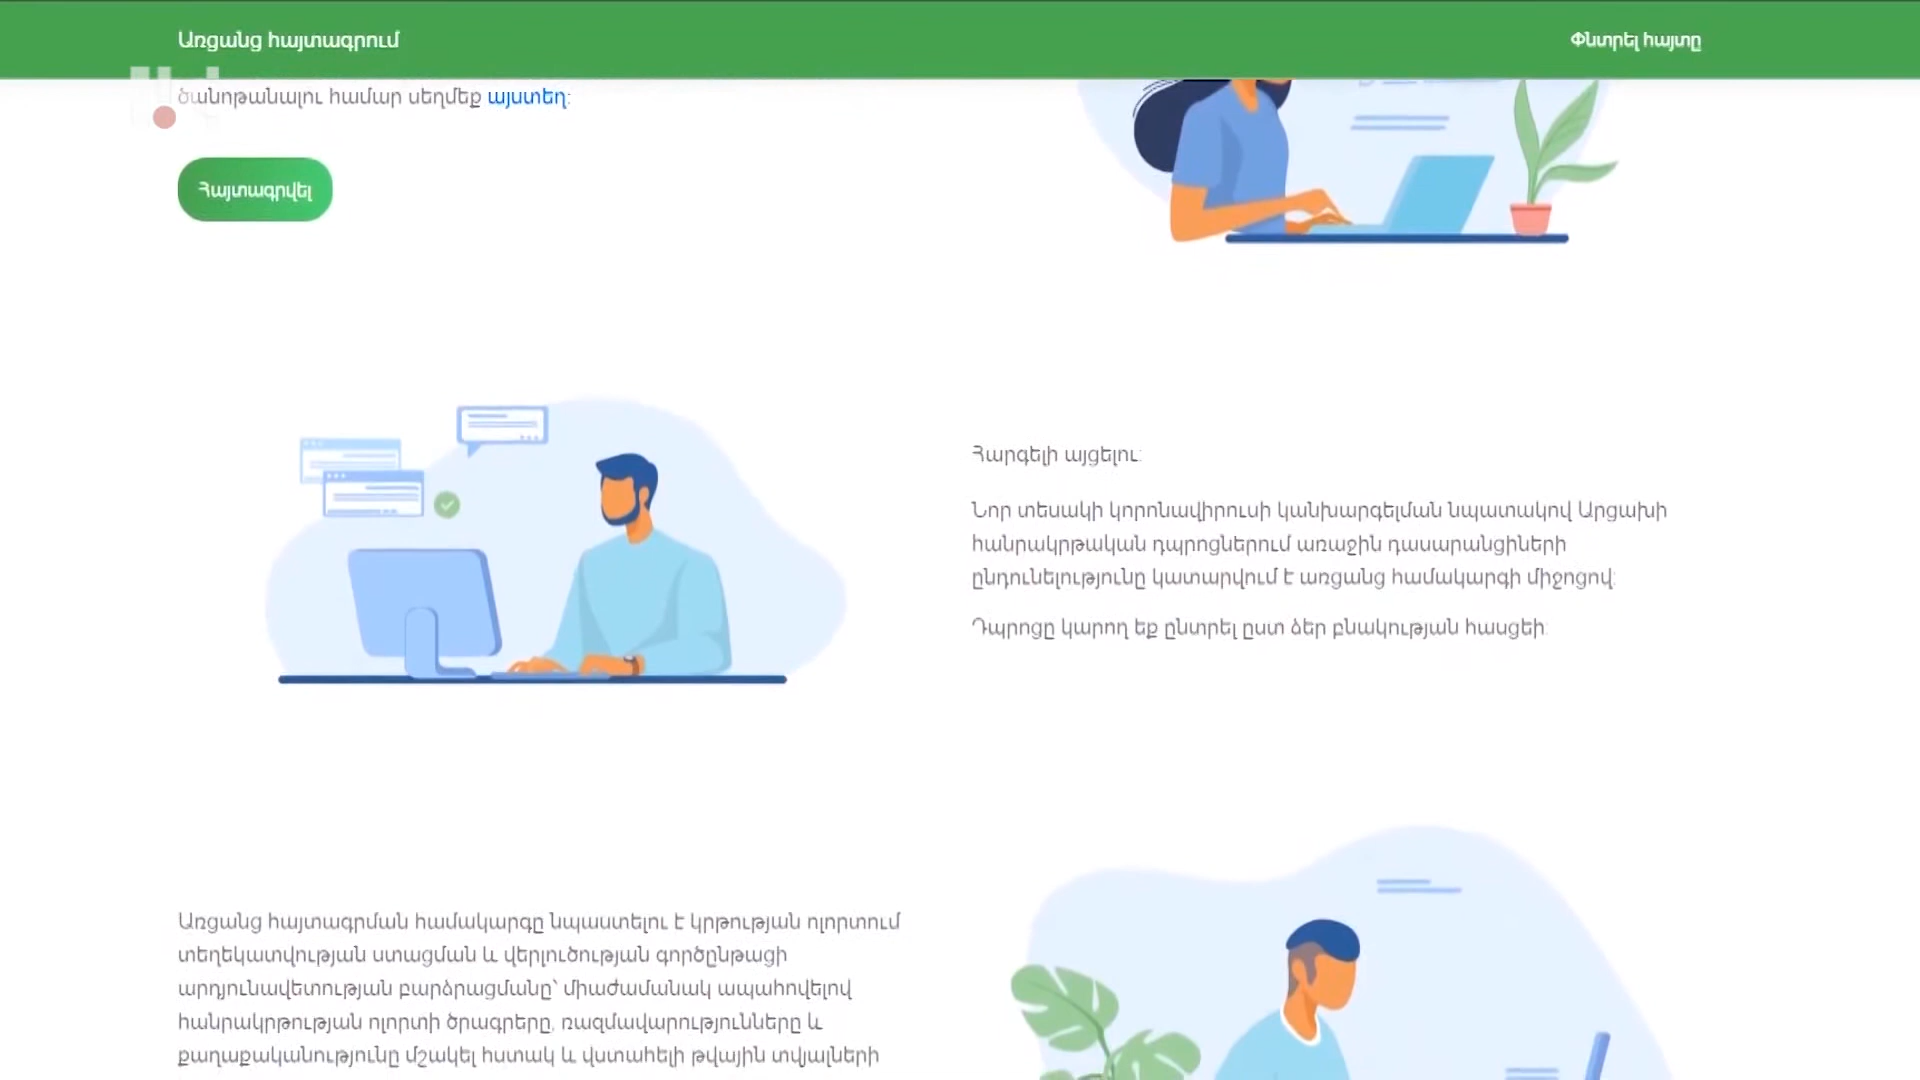 Առցանց հայտագրում
Փնտրել հայտը
ծանոթանալու համար սեղմեք այստեղ:
Հայտագրվել
Հարգելի այցելու:
Նոր տեսակի կորոնավիրուսի կանխարգելման նպատակով Արցախի
հանրակրթական դպրոցներում առաջին դասարանցիների
ընդունելությունը կատարվում է առցանց համակարգի միջոցով:
Դպրոցը կարող եք ընտրել ըստ ձեր բնակության հասցեի:
Առցանց հայտագրման համակարգը նպաստելու է կրթության ոլորտում
տեղեկատվության ստացման և վերլուծության գործընթացի
արդյունավետության բարձրացմանը՝ միաժամանակ ապահովելով
հանրակրթության ոլորտի ծրագրերը, ռազմավարությունները և
քաղաքականությունը մշակել հստակ և վստահելի թվային տվյալների